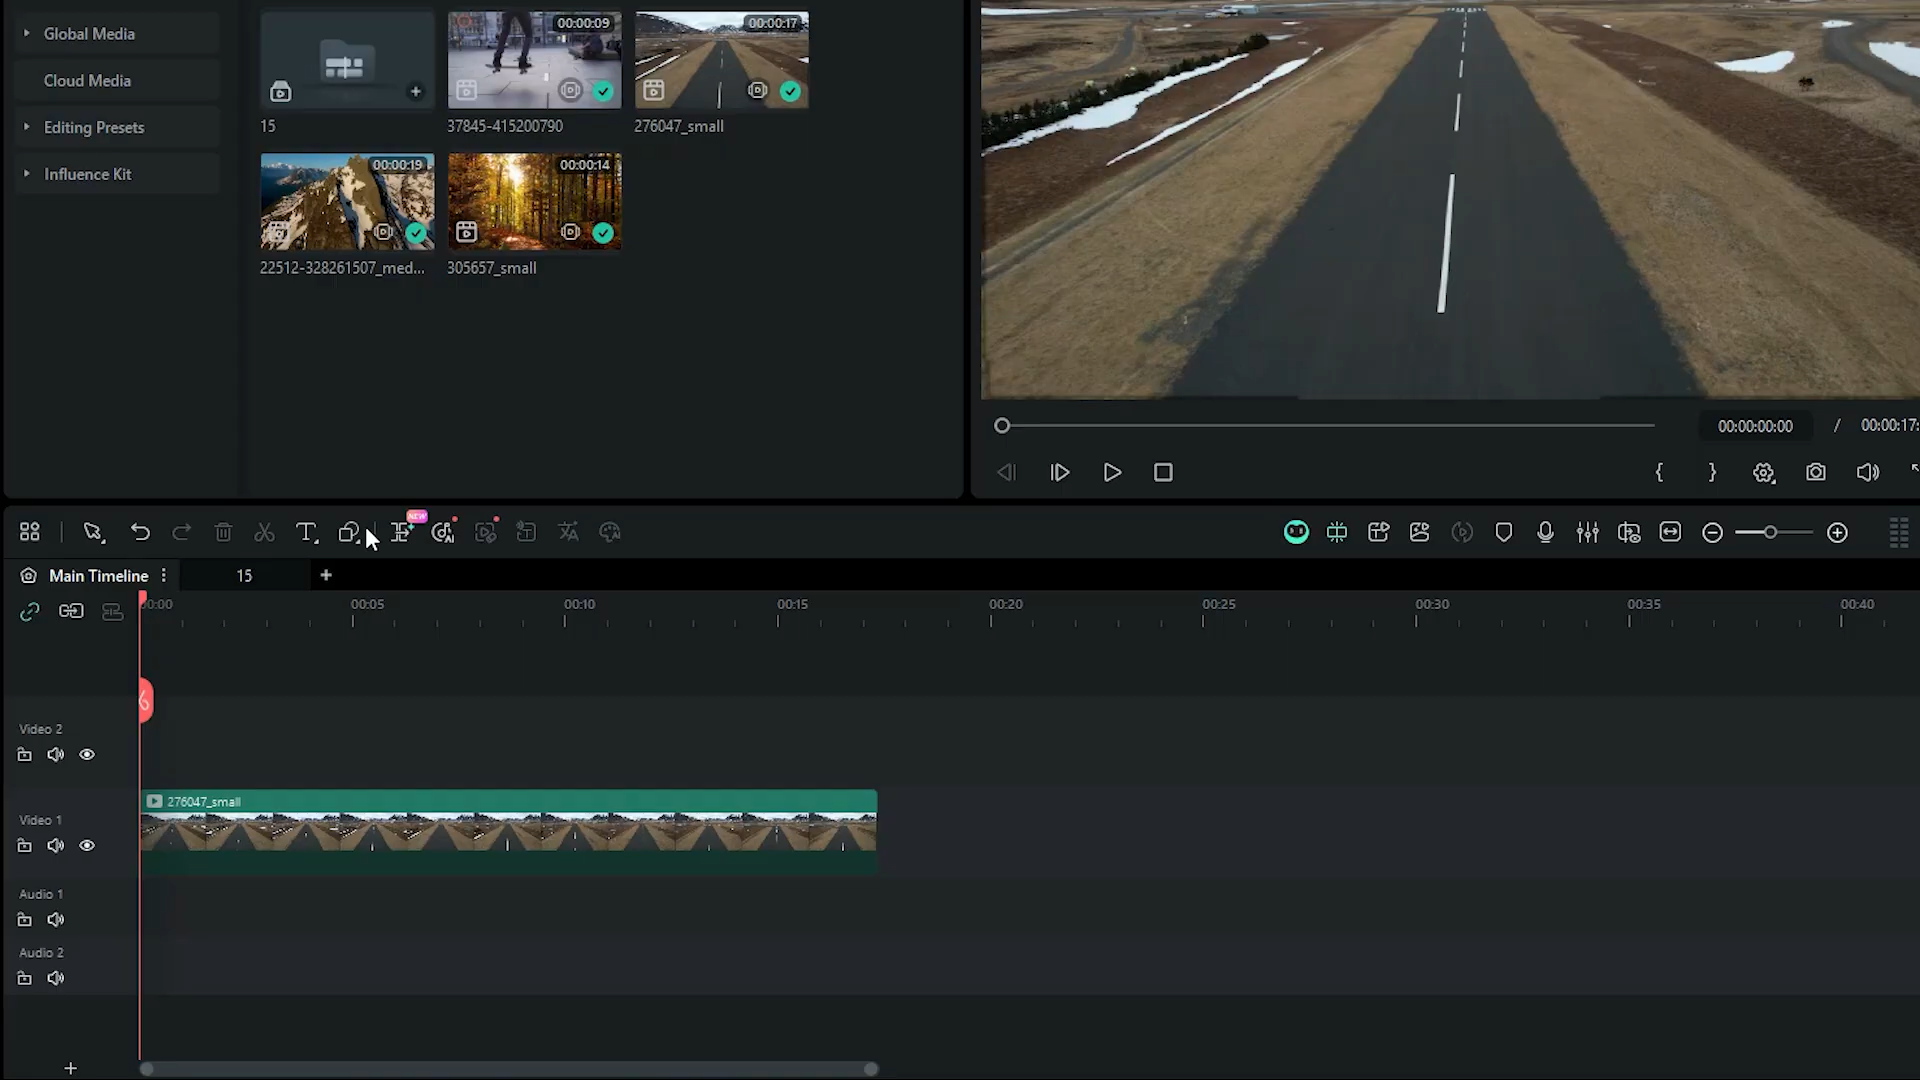 Global Media
Cloud Media
Editing Presets
Influence Kit
00:00:09
00:00:17
15
37845-415200790
276047_small
00:00:19
00:00:14
22512-328261507_med...
305657_small
00:00:00:00 / 00:00:17:
NEW
Main Timeline
15
00:00 00:05 00:10 00:15 00:20 00:25 00:30 00:35 00:40
Video 2
276047_small
Video 1
Audio 1
Audio 2